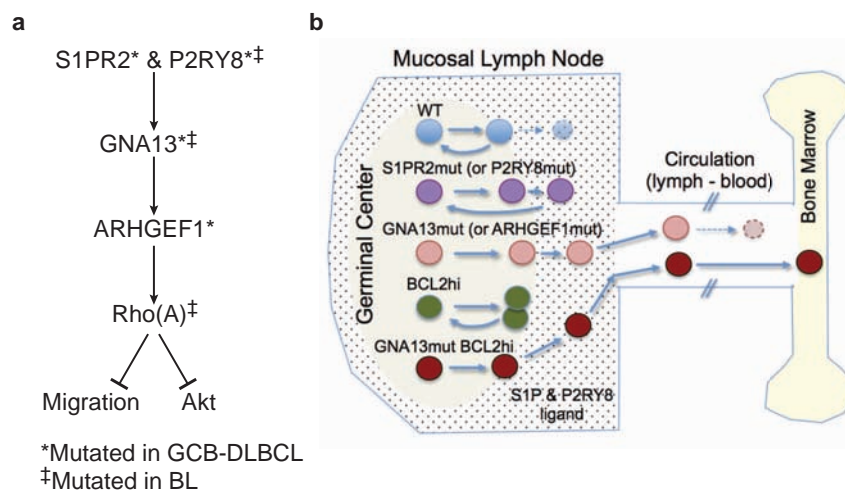 a
S1PR2* & P2RY8*‡
GNA13*‡
ARHGEF1*
Rho(A)‡
Migration Akt
*Mutated in GCB-DLBCL
‡Mutated in BL
b
Mucosal Lymph Node
Germinal Center
WT
S1PR2mut (or P2RY8mut)
GNA13mut (or ARHGEF1mut)
BCL2hi
GNA13mut BCL2hi
S1P & P2RY8
ligand
Circulation
(lymph - blood)
Bone Marrow